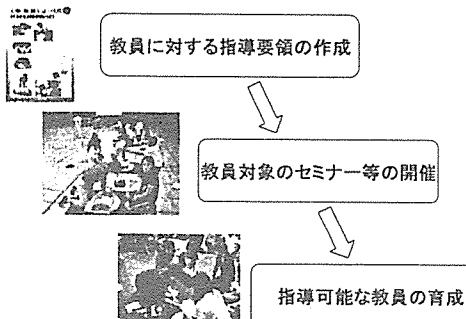 教員に対する指導要領の作成
教員対象のセミナー等の開催
指導可能な教員の育成